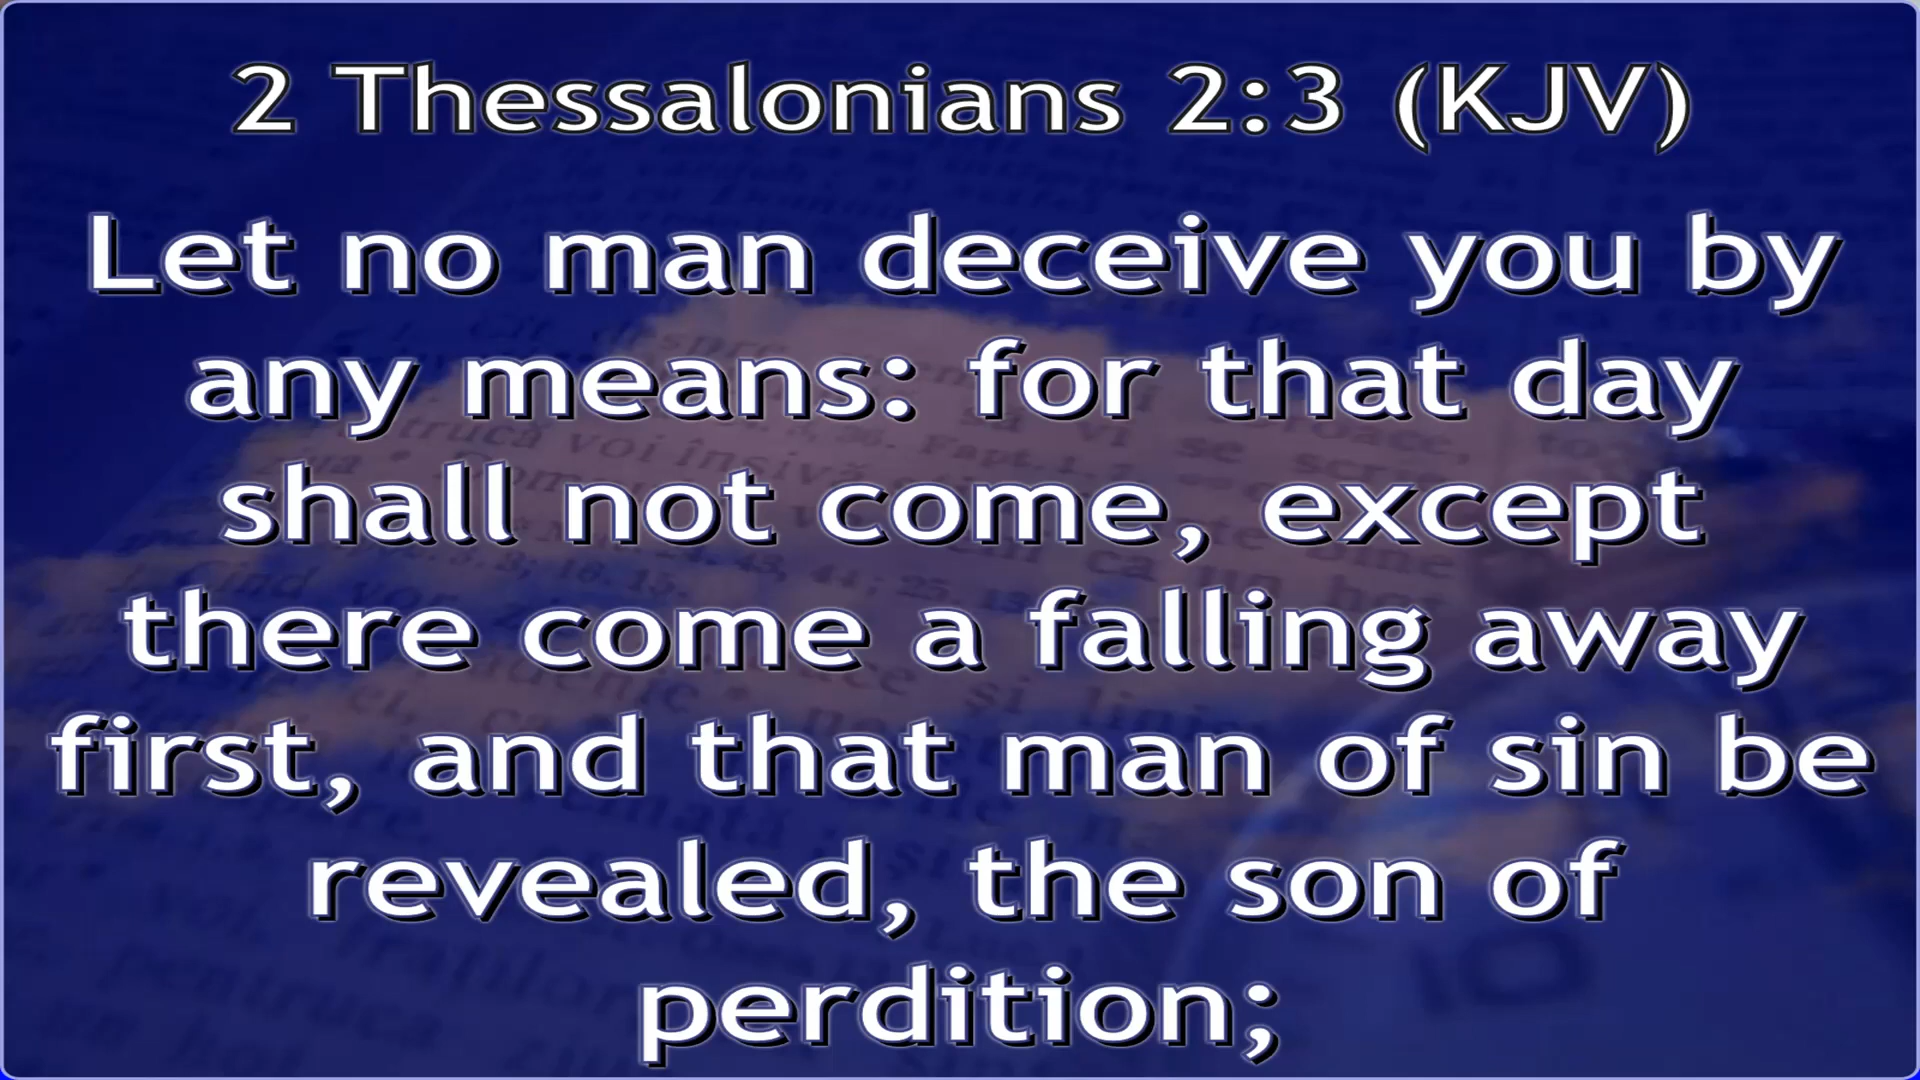 2 Thessalonians 2:3 (KJV)
Let no man deceive you by
any means: for that day
shall not come, except
there come a falling away
first, and that man of sin be
revealed, the son of
perdition;